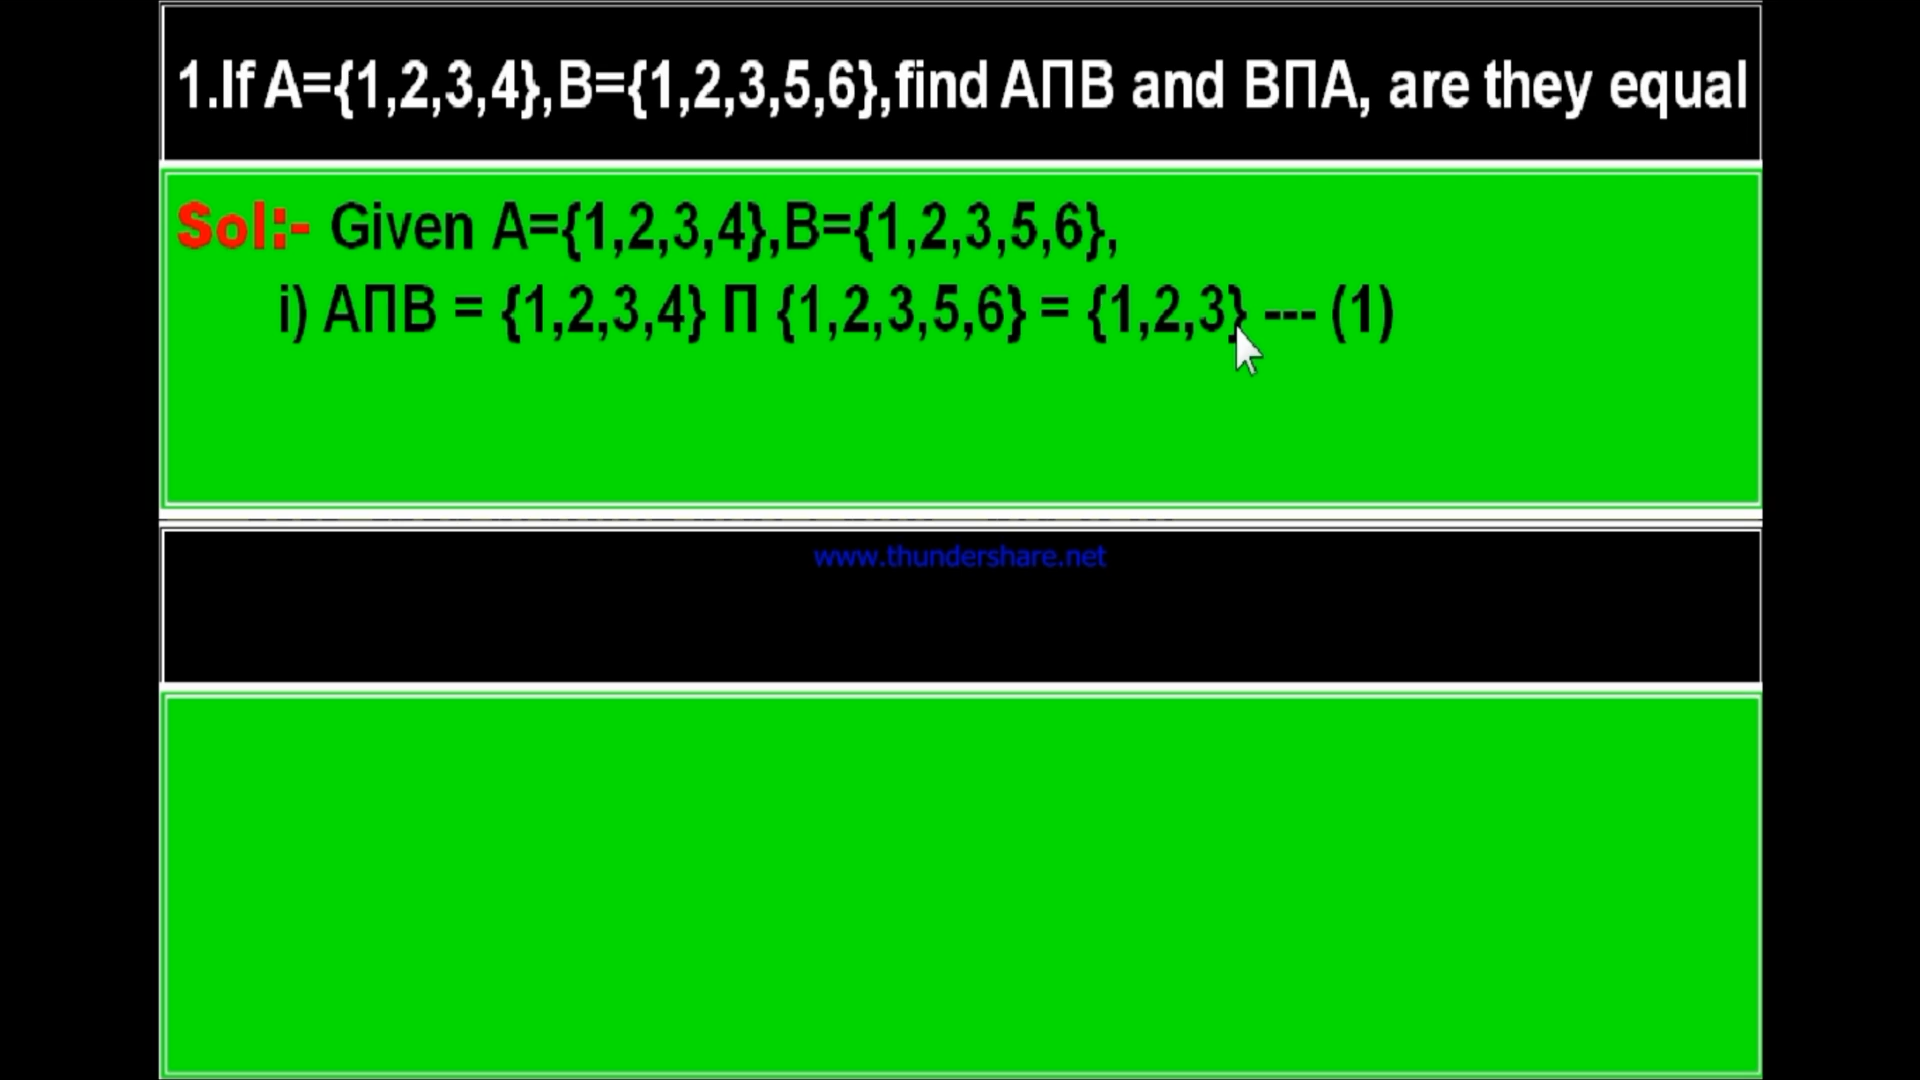 1.If A={1,2,3,4},B={1,2,3,5,6},find AΠB and BΠA, are they equal
Sol:- Given A={1,2,3,4},B={1,2,3,5,6},
i) AΠB = {1,2,3,4} Π {1,2,3,5,6} = {1,2,3} --- (1)
www.thundershare.net